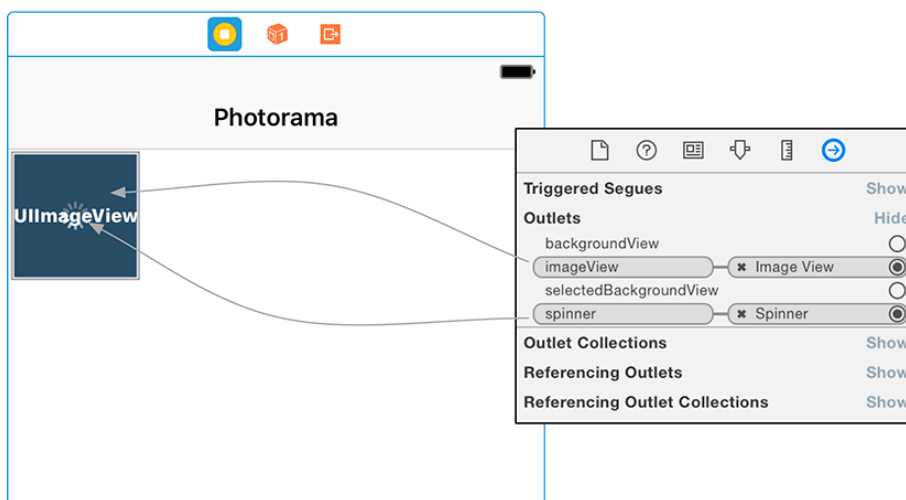 Photorama
UIImageView
Triggered Segues Show
Outlets Hide
backgroundView
imageView Image View
selectedBackgroundView
spinner Spinner
Outlet Collections Show
Referencing Outlets Show
Referencing Outlet Collections Show